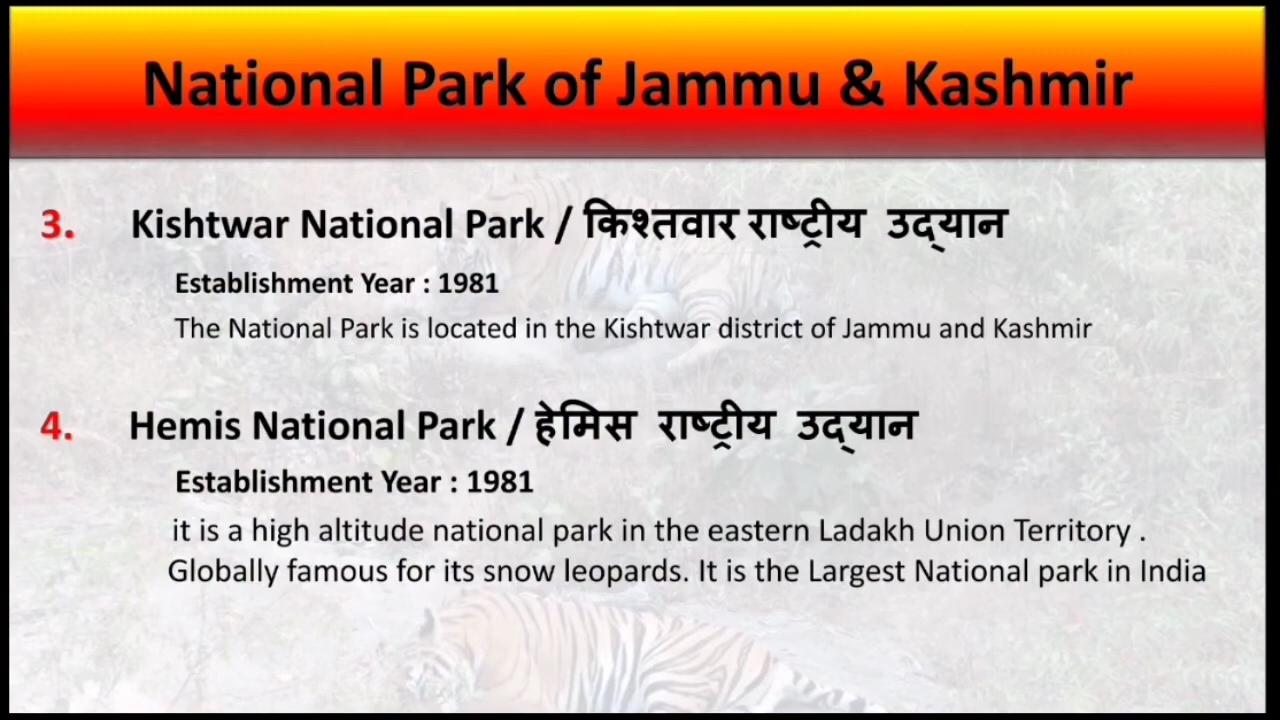 National Park of Jammu & Kashmir
3. Kishtwar National Park / किश्तवार राष्ट्रीय उद्यान
Establishment Year : 1981
The National Park is located in the Kishtwar district of Jammu and Kashmir
4. Hemis National Park / हेमिस राष्ट्रीय उद्यान
Establishment Year : 1981
it is a high altitude national park in the eastern Ladakh Union Territory .
Globally famous for its snow leopards. It is the Largest National park in India